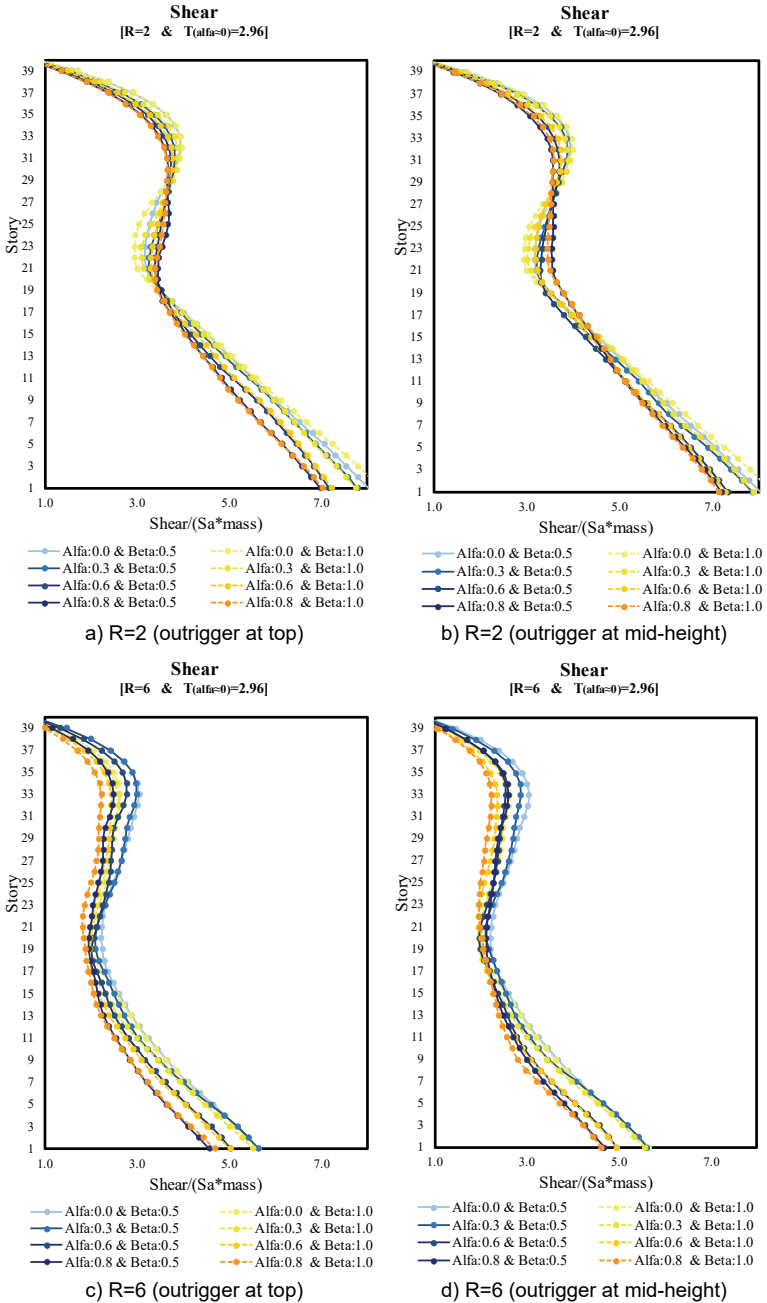 Shear
[R=2 & T(alfa≈0)=2.96]
39
37
35
33
31
29
27
25
23
21
19
17
15
13
11
9
7
5
3
1
Story
1.0 3.0 5.0 7.0
Shear/(Sa*mass)
Alfa:0.0 & Beta:0.5 Alfa:0.0 & Beta:1.0
Alfa:0.3 & Beta:0.5 Alfa:0.3 & Beta:1.0
Alfa:0.6 & Beta:0.5 Alfa:0.6 & Beta:1.0
Alfa:0.8 & Beta:0.5 Alfa:0.8 & Beta:1.0
a) R=2 (outrigger at top)
Shear
[R=2 & T(alfa≈0)=2.96]
39
37
35
33
31
29
27
25
23
21
19
17
15
13
11
9
7
5
3
1
Story
1.0 3.0 5.0 7.0
Shear/(Sa*mass)
Alfa:0.0 & Beta:0.5 Alfa:0.0 & Beta:1.0
Alfa:0.3 & Beta:0.5 Alfa:0.3 & Beta:1.0
Alfa:0.6 & Beta:0.5 Alfa:0.6 & Beta:1.0
Alfa:0.8 & Beta:0.5 Alfa:0.8 & Beta:1.0
b) R=2 (outrigger at mid-height)
Shear
[R=6 & T(alfa≈0)=2.96]
39
37
35
33
31
29
27
25
23
21
19
17
15
13
11
9
7
5
3
1
Story
1.0 3.0 5.0 7.0
Shear/(Sa*mass)
Alfa:0.0 & Beta:0.5 Alfa:0.0 & Beta:1.0
Alfa:0.3 & Beta:0.5 Alfa:0.3 & Beta:1.0
Alfa:0.6 & Beta:0.5 Alfa:0.6 & Beta:1.0
Alfa:0.8 & Beta:0.5 Alfa:0.8 & Beta:1.0
c) R=6 (outrigger at top)
Shear
[R=6 & T(alfa≈0)=2.96]
39
37
35
33
31
29
27
25
23
21
19
17
15
13
11
9
7
5
3
1
Story
1.0 3.0 5.0 7.0
Shear/(Sa*mass)
Alfa:0.0 & Beta:0.5 Alfa:0.0 & Beta:1.0
Alfa:0.3 & Beta:0.5 Alfa:0.3 & Beta:1.0
Alfa:0.6 & Beta:0.5 Alfa:0.6 & Beta:1.0
Alfa:0.8 & Beta:0.5 Alfa:0.8 & Beta:1.0
d) R=6 (outrigger at mid-height)